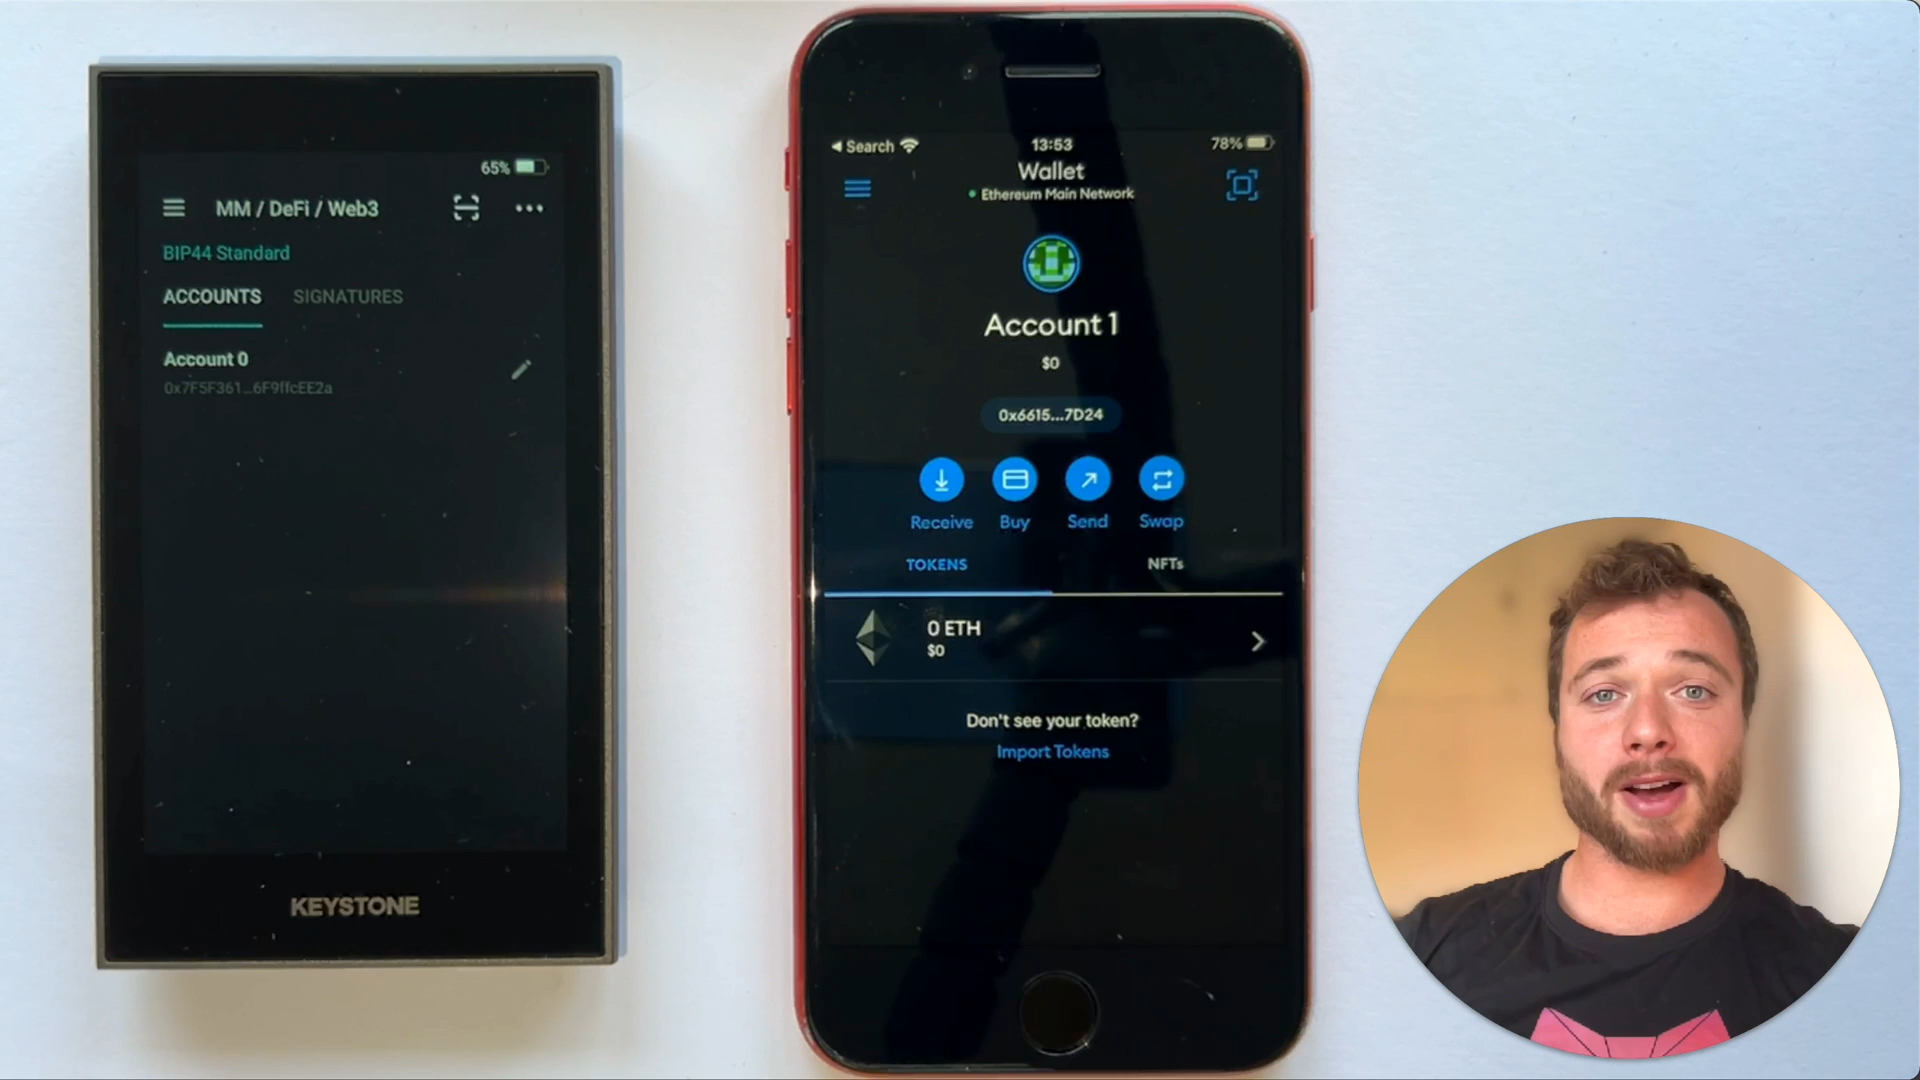 65%
MM / DeFi / Web3
BIP44 Standard
ACCOUNTS SIGNATURES
Account 0
0x7F5F361...6F9ffcEE2a
KEYSTONE
Search 13:53 78%
Wallet
Ethereum Main Network
Account 1
$0
0x6615...7D24
Receive Buy Send Swap
TOKENS NFTs
0 ETH
$0
Don't see your token?
Import Tokens